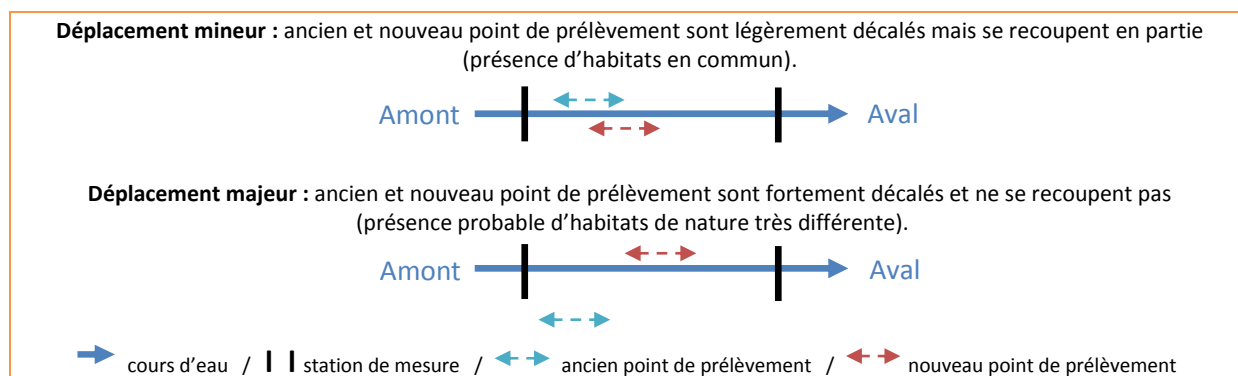 Déplacement mineur : ancien et nouveau point de prélèvement sont légèrement décalés mais se recoupent en partie
(présence d’habitats en commun).
Amont Aval
Déplacement majeur : ancien et nouveau point de prélèvement sont fortement décalés et ne se recoupent pas
(présence probable d’habitats de nature très différente).
Amont Aval
cours d’eau / station de mesure / ancien point de prélèvement / nouveau point de prélèvement